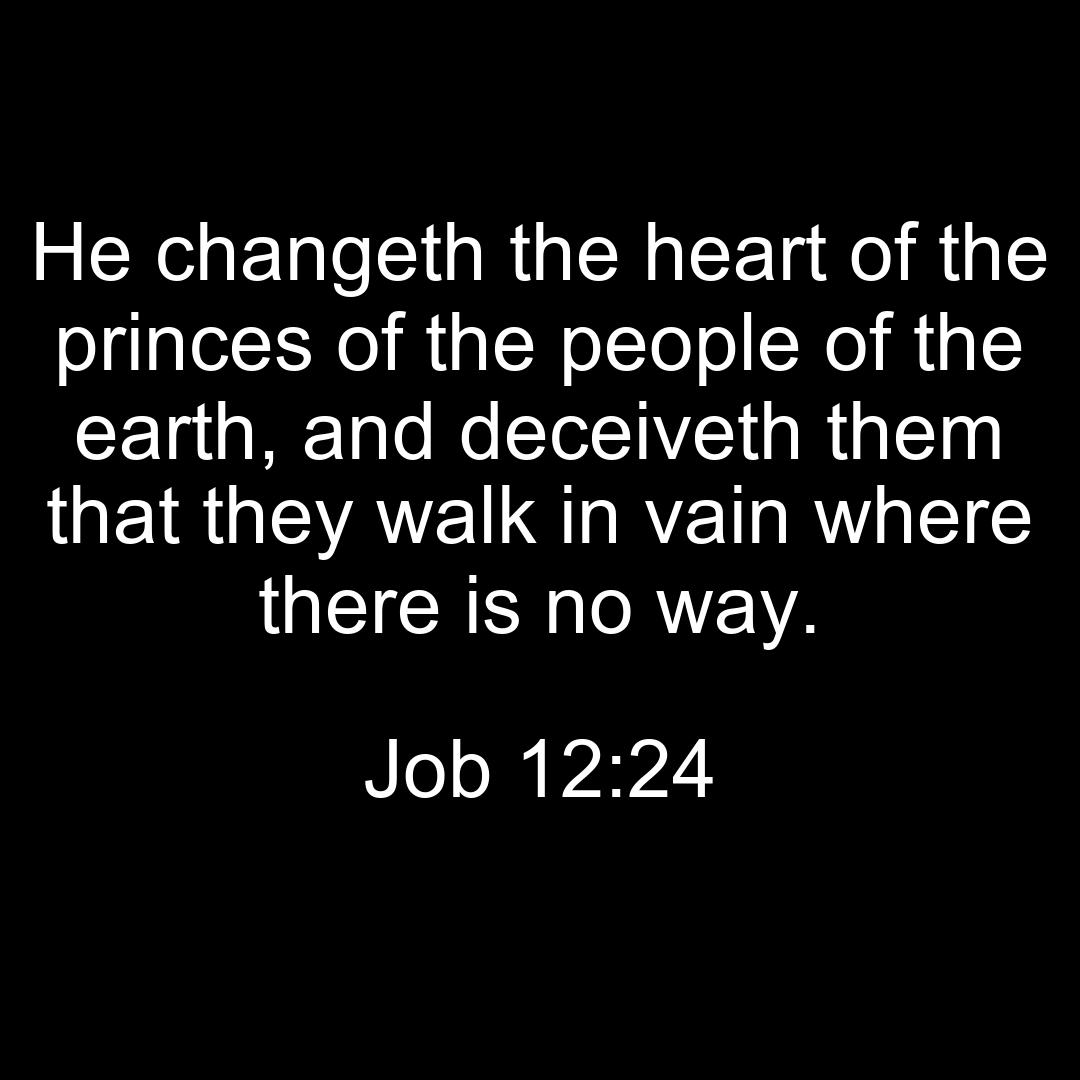 He changeth the heart of the
princes of the people of the
earth, and deceiveth them
that they walk in vain where
there is no way.
Job 12:24